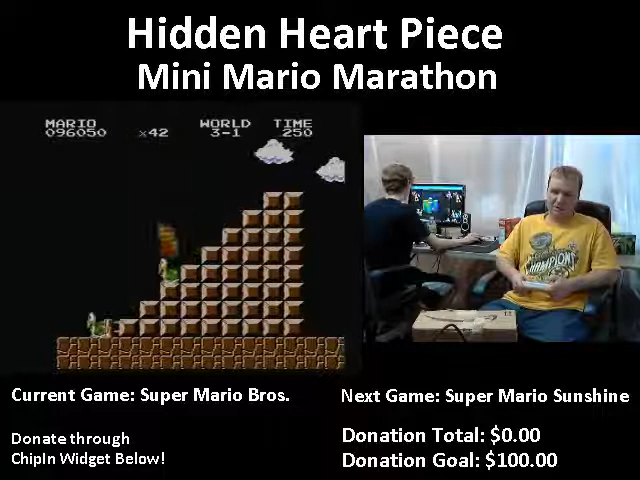 Hidden Heart Piece
Mini Mario Marathon
MARIO WORLD TIME
096050 x42 3-1 250
CHAMPIONS
Current Game: Super Mario Bros.
Next Game: Super Mario Sunshine
Donate through
ChipIn Widget Below!
Donation Total: $0.00
Donation Goal: $100.00